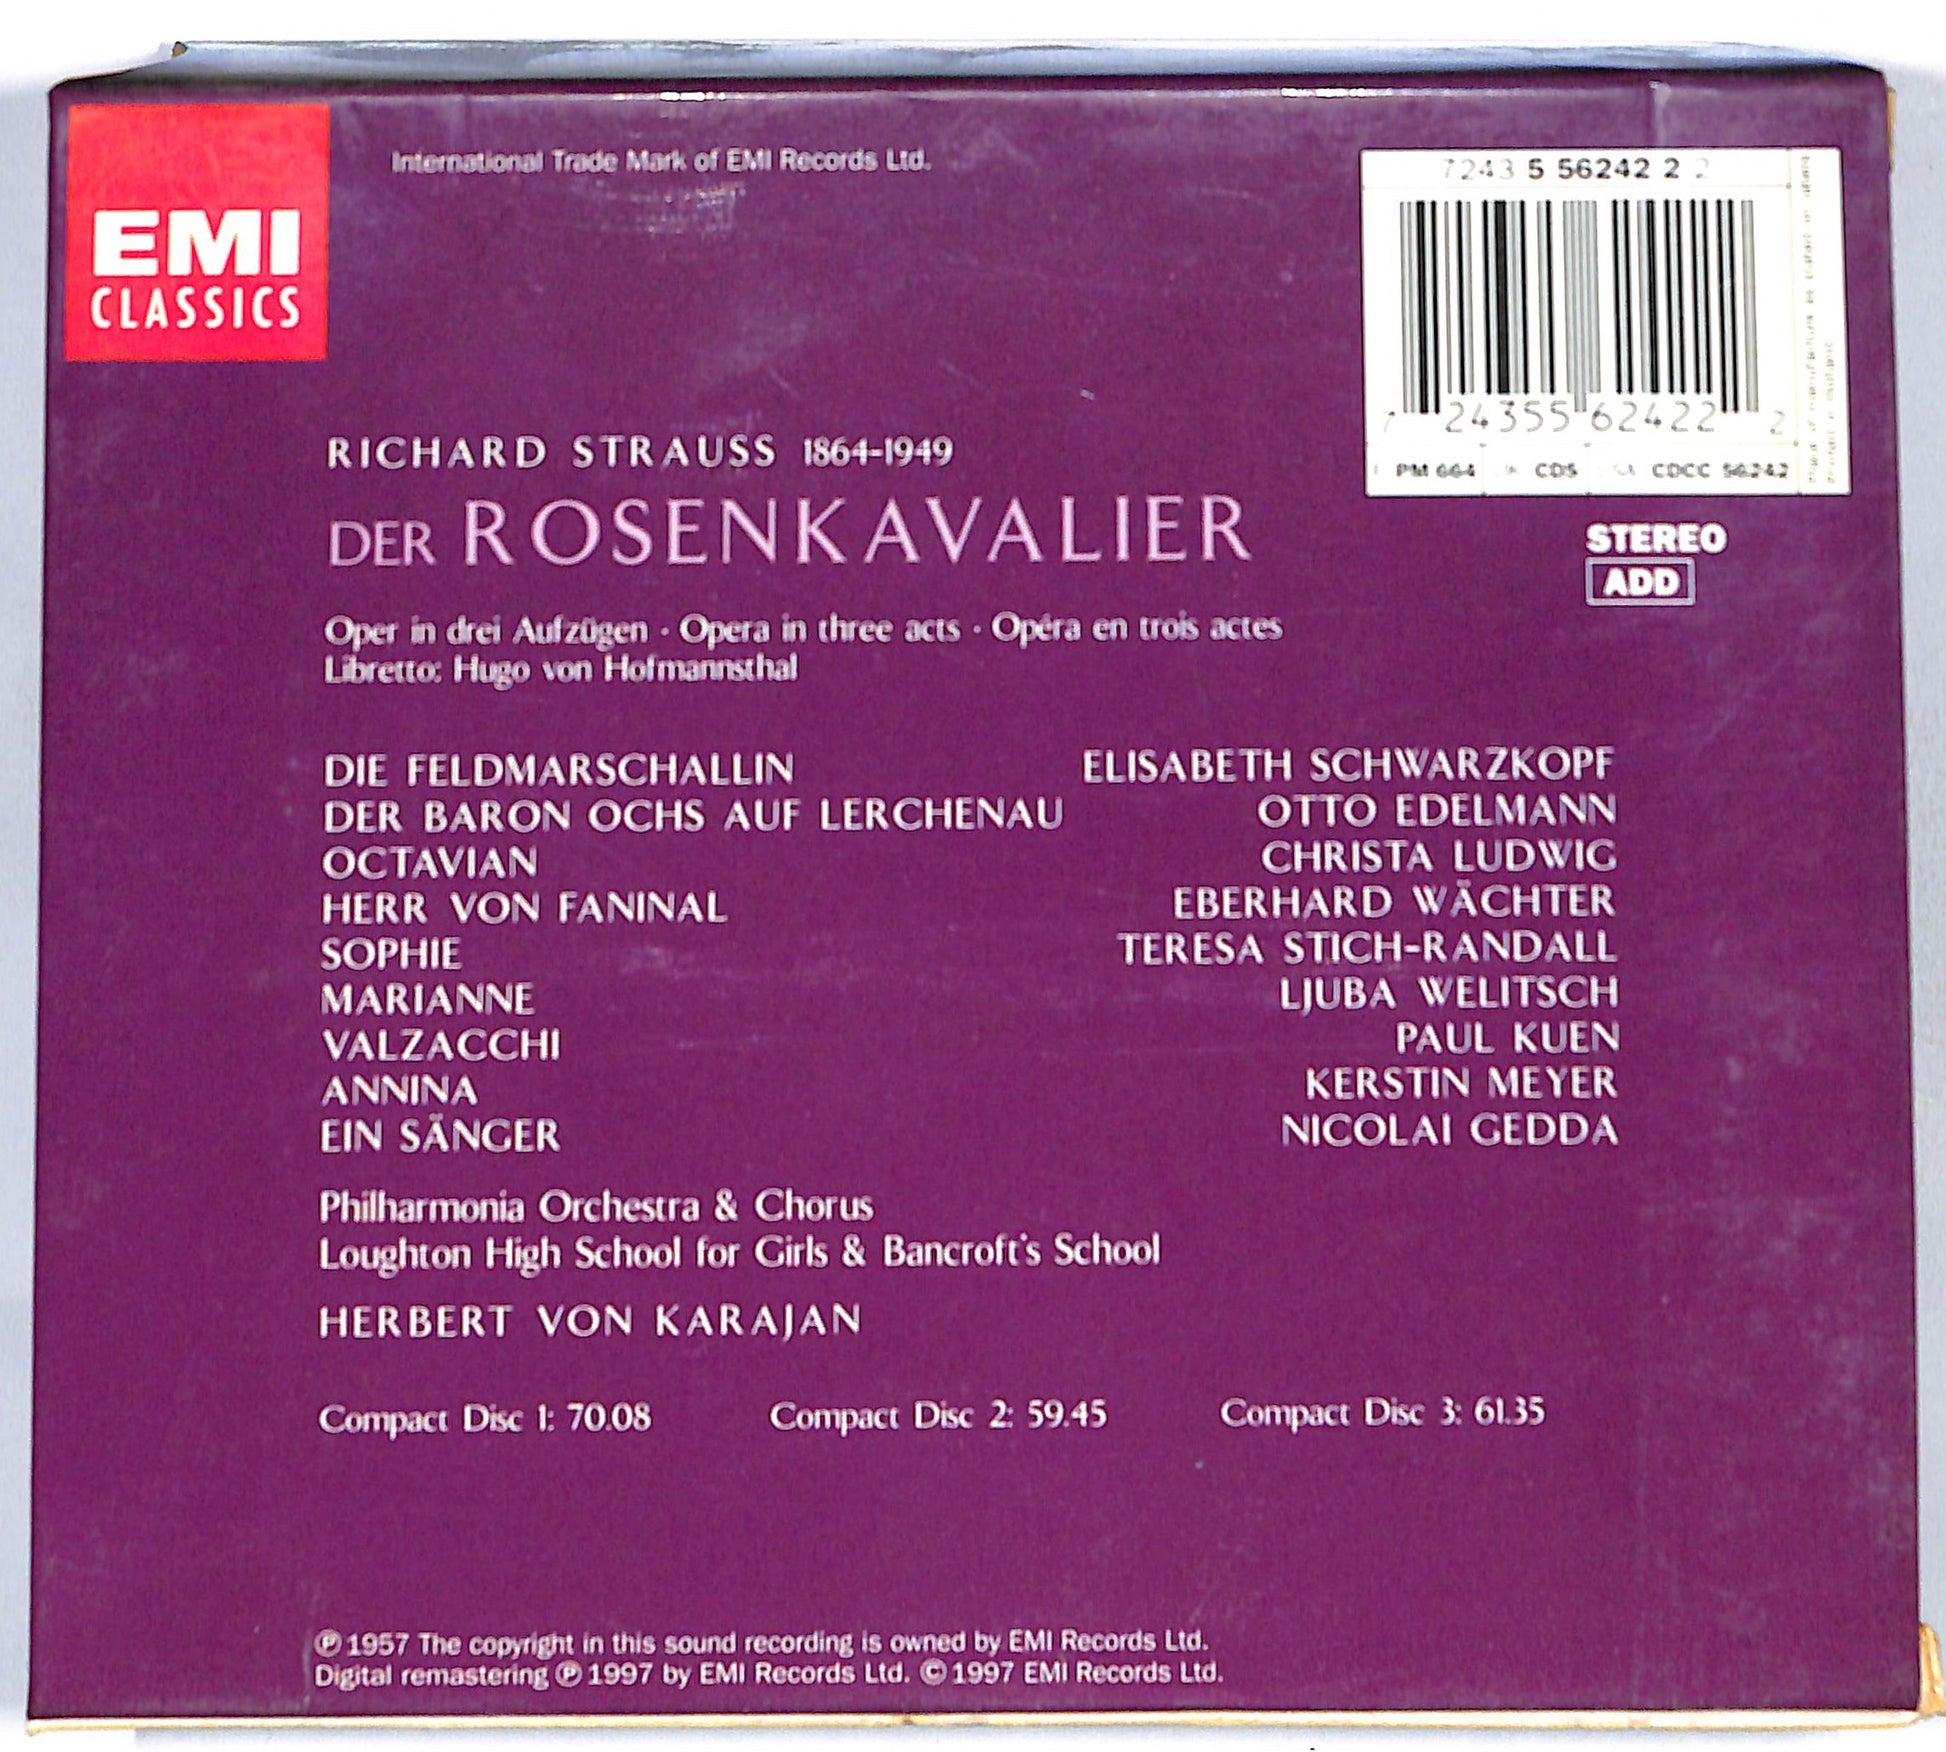 EMI
CLASSICS
International Trade Mark of EMI Records Ltd.
7243 5 56242 2 2
7 24355 62422 2
PM 664 UK CDS USA CDCC 56242
RICHARD STRAUSS 1864-1949
DER ROSENKAVALIER
STEREO
ADD
Oper in drei Aufzügen · Opera in three acts · Opéra en trois actes
Libretto: Hugo von Hofmannsthal
DIE FELDMARSCHALLIN ELISABETH SCHWARZKOPF
DER BARON OCHS AUF LERCHENAU OTTO EDELMANN
OCTAVIAN CHRISTA LUDWIG
HERR VON FANINAL EBERHARD WÄCHTER
SOPHIE TERESA STICH-RANDALL
MARIANNE LJUBA WELITSCH
VALZACCHI PAUL KUEN
ANNINA KERSTIN MEYER
EIN SÄNGER NICOLAI GEDDA
Philharmonia Orchestra & Chorus
Loughton High School for Girls & Bancroft's School
HERBERT VON KARAJAN
Compact Disc 1: 70.08 Compact Disc 2: 59.45 Compact Disc 3: 61.35
℗ 1957 The copyright in this sound recording is owned by EMI Records Ltd.
Digital remastering ℗ 1997 by EMI Records Ltd. © 1997 EMI Records Ltd.